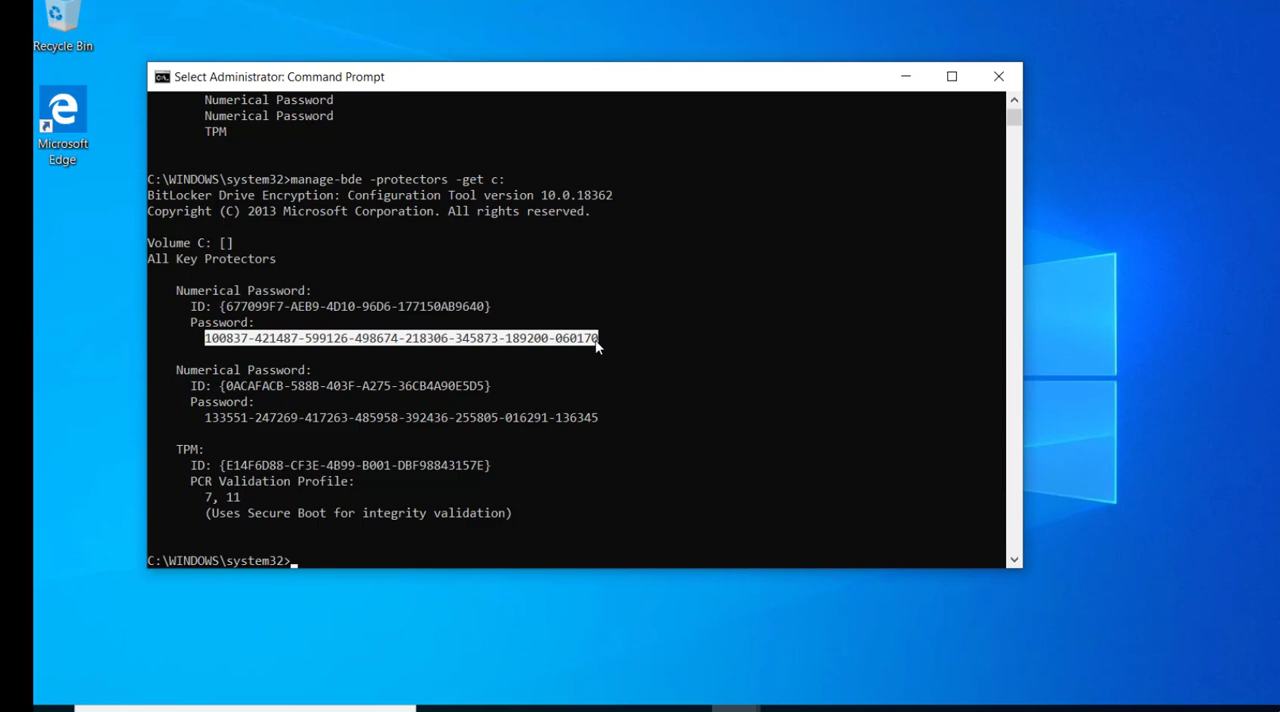 Recycle Bin
Microsoft
Edge
Select Administrator: Command Prompt
Numerical Password
Numerical Password
TPM
C:\WINDOWS\system32>manage-bde -protectors -get c:
BitLocker Drive Encryption: Configuration Tool version 10.0.18362
Copyright (C) 2013 Microsoft Corporation. All rights reserved.
Volume C: []
All Key Protectors
Numerical Password:
ID: {677099F7-AEB9-4D10-96D6-177150AB9640}
Password:
100837-421487-599126-498674-218306-345873-189200-060170
Numerical Password:
ID: {0ACAFACB-588B-403F-A275-36CB4A90E5D5}
Password:
133551-247269-417263-485958-392436-255805-016291-136345
TPM:
ID: {E14F6D88-CF3E-4B99-B001-DBF98843157E}
PCR Validation Profile:
7, 11
(Uses Secure Boot for integrity validation)
C:\WINDOWS\system32>